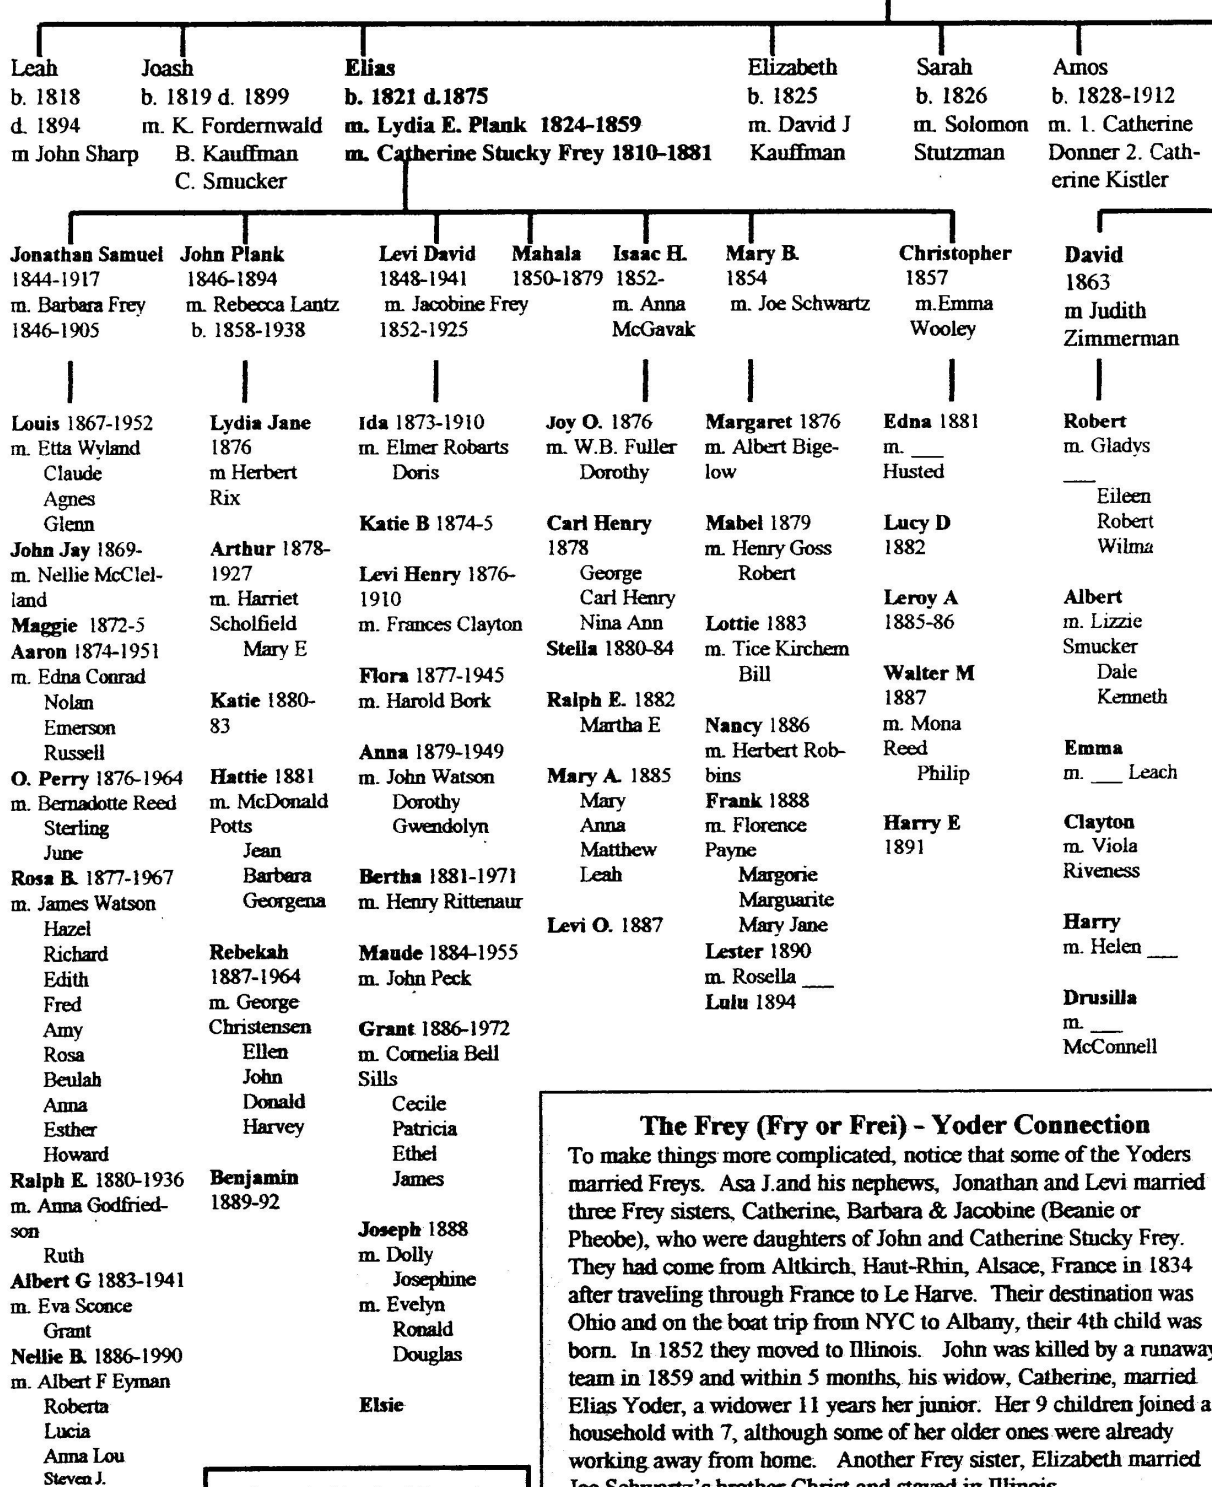 Leah
b. 1818
d. 1894
m John Sharp
Joash
b. 1819 d. 1899
m. K. Fordernwald
B. Kauffman
C. Smucker
Elias
b. 1821 d.1875
m. Lydia E. Plank 1824-1859
m. Catherine Stucky Frey 1810-1881
Elizabeth
b. 1825
m. David J
Kauffman
Sarah
b. 1826
m. Solomon
Stutzman
Amos
b. 1828-1912
m. 1. Catherine
Donner 2. Cath-
erine Kistler
Jonathan Samuel
1844-1917
m. Barbara Frey
1846-1905
John Plank
1846-1894
m. Rebecca Lantz
b. 1858-1938
Levi David
1848-1941
m. Jacobine Frey
1852-1925
Mahala
1850-1879
Isaac H.
1852-
m. Anna
McGavak
Mary B.
1854
m. Joe Schwartz
Christopher
1857
m.Emma
Wooley
David
1863
m Judith
Zimmerman
Louis 1867-1952
m. Etta Wyland
Claude
Agnes
Glenn
John Jay 1869-
m. Nellie McClel-
land
Maggie 1872-5
Aaron 1874-1951
m. Edna Conrad
Nolan
Emerson
Russell
O. Perry 1876-1964
m. Bernadotte Reed
Sterling
June
Rosa B. 1877-1967
m. James Watson
Hazel
Richard
Edith
Fred
Amy
Rosa
Beulah
Anna
Esther
Howard
Ralph E. 1880-1936
m. Anna Godfried-
son
Ruth
Albert G 1883-1941
m. Eva Sconce
Grant
Nellie B. 1886-1990
m. Albert F Eyman
Roberta
Lucia
Anna Lou
Steven J.
Lydia Jane
1876
m Herbert
Rix
Arthur 1878-
1927
m. Harriet
Scholfield
Mary E
Katie 1880-
83
Hattie 1881
m. McDonald
Potts
Jean
Barbara
Georgena
Rebekah
1887-1964
m. George
Christensen
Ellen
John
Donald
Harvey
Benjamin
1889-92
Ida 1873-1910
m. Elmer Robarts
Doris
Katie B 1874-5
Levi Henry 1876-
1910
m. Frances Clayton
Flora 1877-1945
m. Harold Bork
Anna 1879-1949
m. John Watson
Dorothy
Gwendolyn
Bertha 1881-1971
m. Henry Rittenaur
Maude 1884-1955
m. John Peck
Grant 1886-1972
m. Cornelia Bell
Sills
Cecile
Patricia
Ethel
James
Joseph 1888
m. Dolly
Josephine
m. Evelyn
Ronald
Douglas
Elsie
Joy O. 1876
m. W.B. Fuller
Dorothy
Carl Henry
1878
George
Carl Henry
Nina Ann
Stella 1880-84
Ralph E. 1882
Martha E
Mary A. 1885
Mary
Anna
Matthew
Leah
Levi O. 1887
Margaret 1876
m. Albert Bige-
low
Mabel 1879
m. Henry Goss
Robert
Lottie 1883
m. Tice Kirchem
Bill
Nancy 1886
m. Herbert Rob-
bins
Frank 1888
m. Florence
Payne
Margorie
Marguarite
Mary Jane
Lester 1890
m. Rosella ___
Lulu 1894
Edna 1881
m. ___
Husted
Lucy D
1882
Leroy A
1885-86
Walter M
1887
m. Mona
Reed
Philip
Harry E
1891
Robert
m. Gladys
___
Eileen
Robert
Wilma
Albert
m. Lizzie
Smucker
Dale
Kenneth
Emma
m. ___ Leach
Clayton
m. Viola
Riveness
Harry
m. Helen ___
Drusilla
m. ___
McConnell
The Frey (Fry or Frei) - Yoder Connection
To make things more complicated, notice that some of the Yoders
married Freys. Asa J.and his nephews, Jonathan and Levi married
three Frey sisters, Catherine, Barbara & Jacobine (Beanie or
Pheobe), who were daughters of John and Catherine Stucky Frey.
They had come from Altkirch, Haut-Rhin, Alsace, France in 1834
after traveling through France to Le Harve. Their destination was
Ohio and on the boat trip from NYC to Albany, their 4th child was
born. In 1852 they moved to Illinois. John was killed by a runaway
team in 1859 and within 5 months, his widow, Catherine, married
Elias Yoder, a widower 11 years her junior. Her 9 children joined a
household with 7, although some of her older ones were already
working away from home. Another Frey sister, Elizabeth married
Joe Schwartz's brother Christ and stayed in Illinois